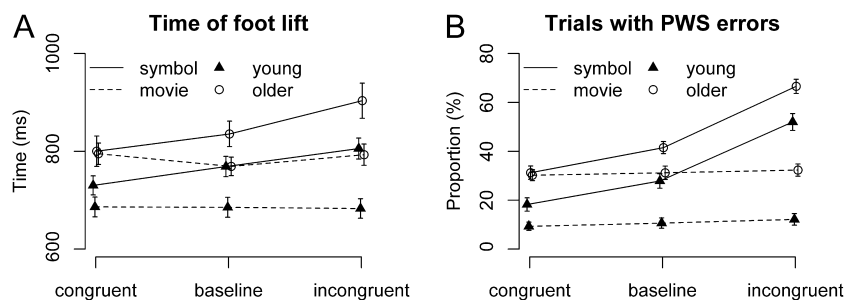 A Time of foot lift
symbol young
movie older
Time (ms)
1000
800
600
congruent baseline incongruent
B Trials with PWS errors
symbol young
movie older
Proportion (%)
80
60
40
20
0
congruent baseline incongruent